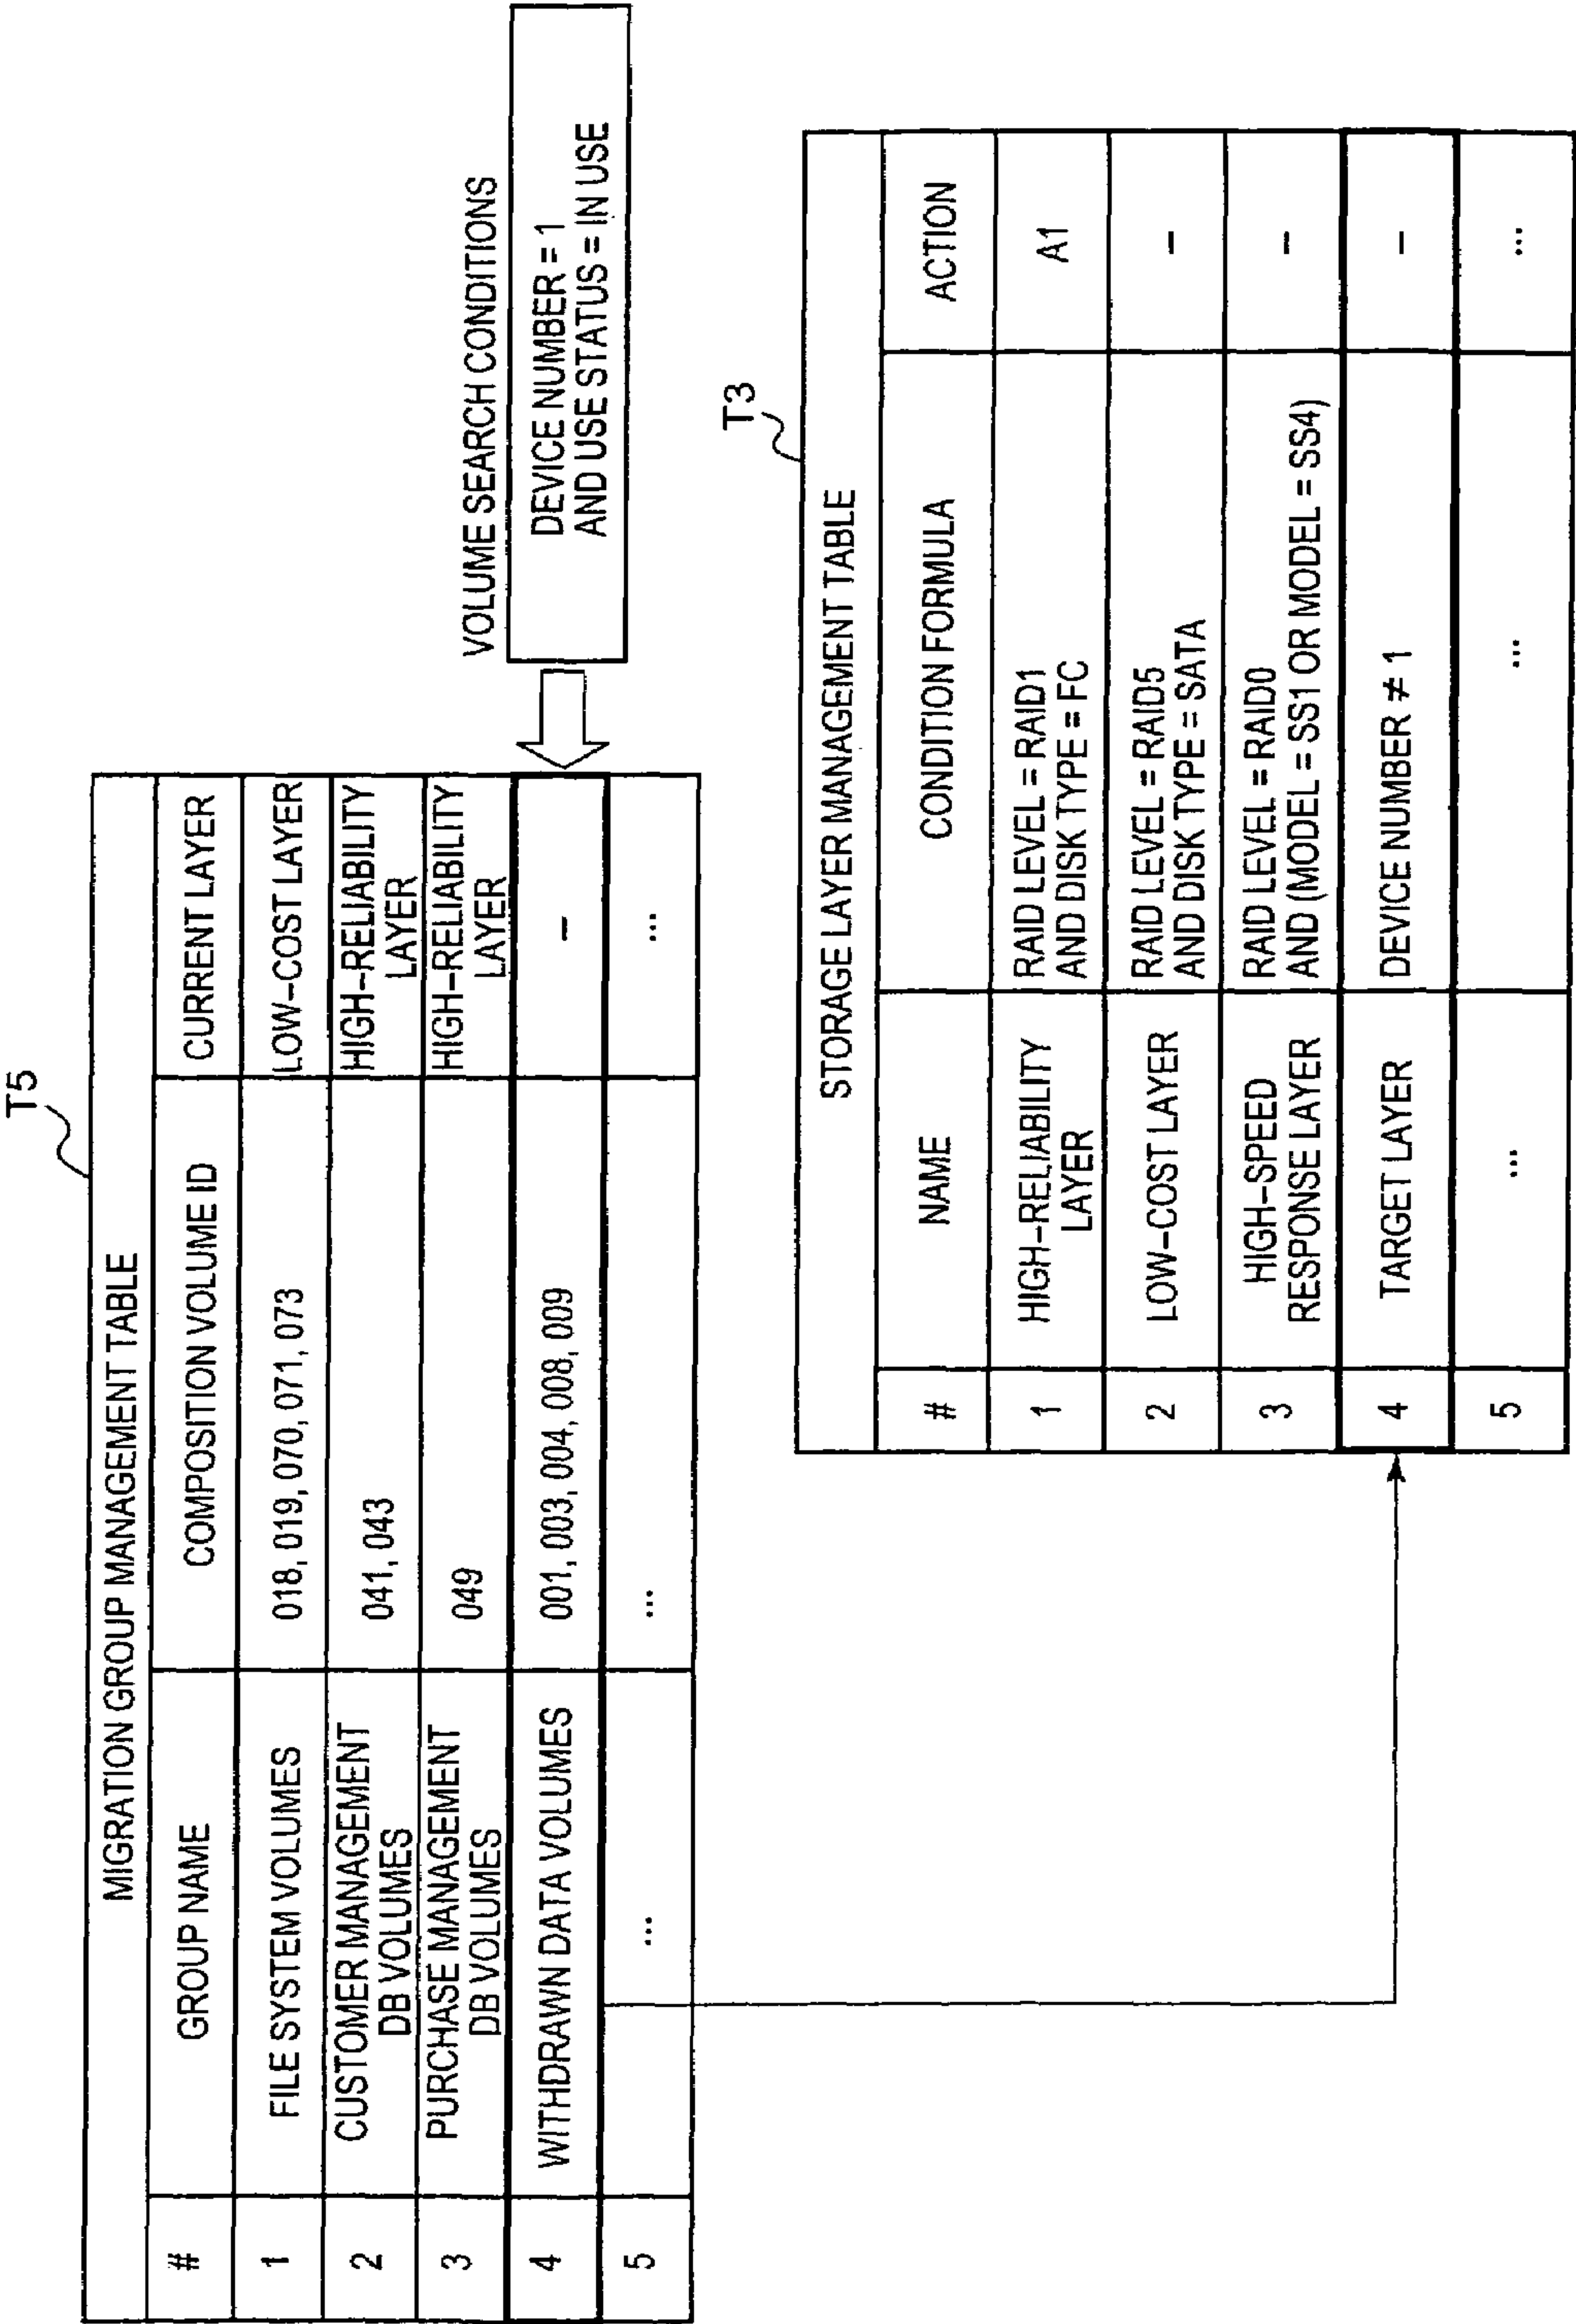 T5
MIGRATION GROUP MANAGEMENT TABLE
# GROUP NAME COMPOSITION VOLUME ID CURRENT LAYER
1 FILE SYSTEM VOLUMES 018, 019, 070, 071, 073 LOW-COST LAYER
2 CUSTOMER MANAGEMENT DB VOLUMES 041, 043 HIGH-RELIABILITY LAYER
3 PURCHASE MANAGEMENT DB VOLUMES 049 HIGH-RELIABILITY LAYER
4 WITHDRAWN DATA VOLUMES 001, 003, 004, 008, 009 –
5 ... ... ...
VOLUME SEARCH CONDITIONS
DEVICE NUMBER = 1
AND USE STATUS = IN USE
T3
STORAGE LAYER MANAGEMENT TABLE
# NAME CONDITION FORMULA ACTION
1 HIGH-RELIABILITY LAYER RAID LEVEL = RAID1 AND DISK TYPE = FC A1
2 LOW-COST LAYER RAID LEVEL = RAID5 AND DISK TYPE = SATA –
3 HIGH-SPEED RESPONSE LAYER RAID LEVEL = RAID0 AND (MODEL = SS1 OR MODEL = SS4) –
4 TARGET LAYER DEVICE NUMBER ≠ 1 –
5 ... ... ...